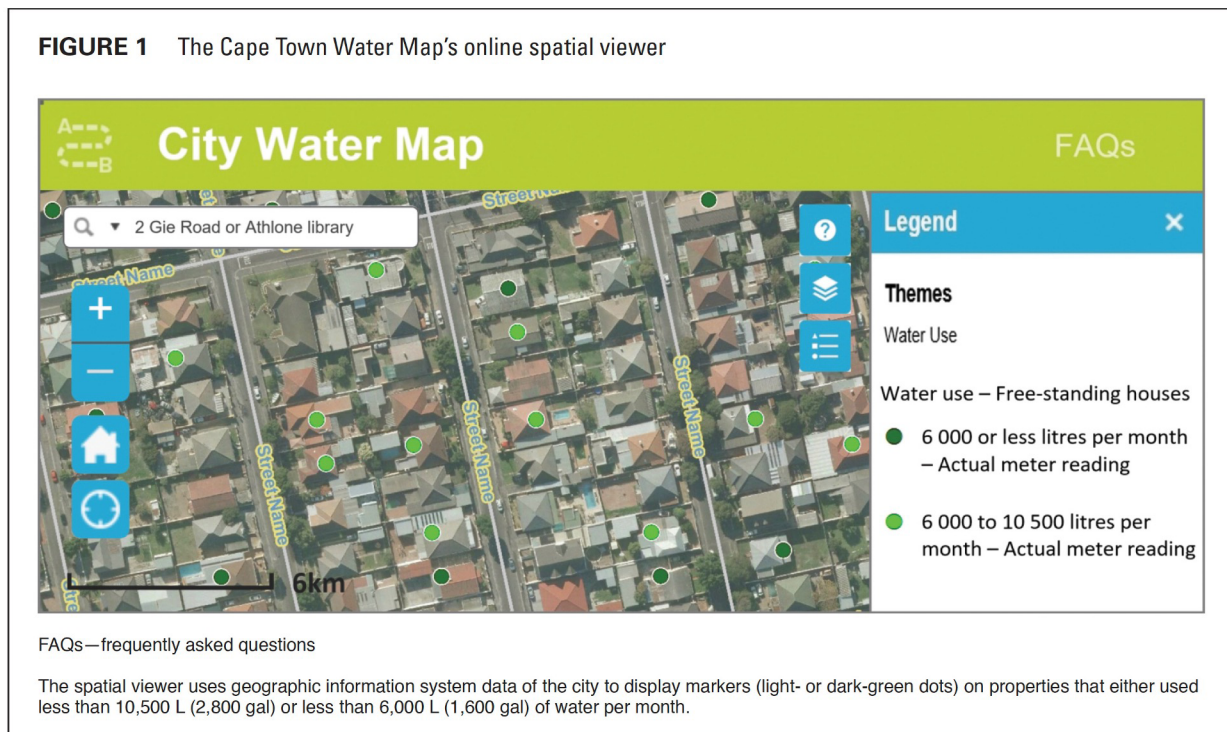 FIGURE 1 The Cape Town Water Map's online spatial viewer
A
B
City Water Map
FAQs
2 Gie Road or Athlone library
Street Name
Street Name
Legend
Themes
Water Use
Water use – Free-standing houses
6 000 or less litres per month
– Actual meter reading
6 000 to 10 500 litres per
month – Actual meter reading
Street Name
Street Name
Street Name
6km
FAQs—frequently asked questions
The spatial viewer uses geographic information system data of the city to display markers (light- or dark-green dots) on properties that either used
less than 10,500 L (2,800 gal) or less than 6,000 L (1,600 gal) of water per month.